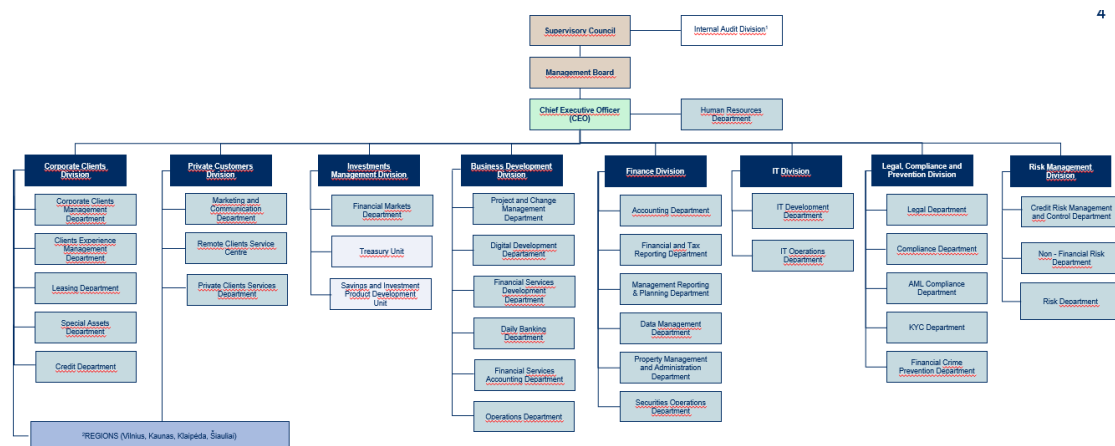 4
Supervisory Council
Internal Audit Division¹
Management Board
Chief Executive Officer
(CEO)
Human Resources
Department
Corporate Clients
Division
Corporate Clients
Management
Department
Clients Experience
Management
Departament
Leasing Department
Special Assets
Department
Credit Department
Private Customers
Division
Marketing and
Communication
Department
Remote Clients Service
Centre
Private Clients Services
Department
²REGIONS (Vilnius, Kaunas, Klaipėda, Šiauliai)
Investments
Management Division
Financial Markets
Department
Treasury Unit
Savings and Investment
Product Development
Unit
Business Development
Division
Project and Change
Management
Department
Digital Development
Departament
Financial Services
Development
Department
Daily Banking
Department
Financial Services
Accounting Department
Operations Department
Finance Division
Accounting Department
Financial and Tax
Reporting Department
Management Reporting
& Planning Department
Data Management
Department
Property Management
and Administration
Department
Securities Operations
Department
IT Division
IT Development
Department
IT Operations
Department
Legal, Compliance and
Prevention Division
Legal Department
Compliance Department
AML Compliance
Department
KYC Department
Financial Crime
Prevention Department
Risk Management
Division
Credit Risk Management
and Control Department
Non - Financial Risk
Department
Risk Department